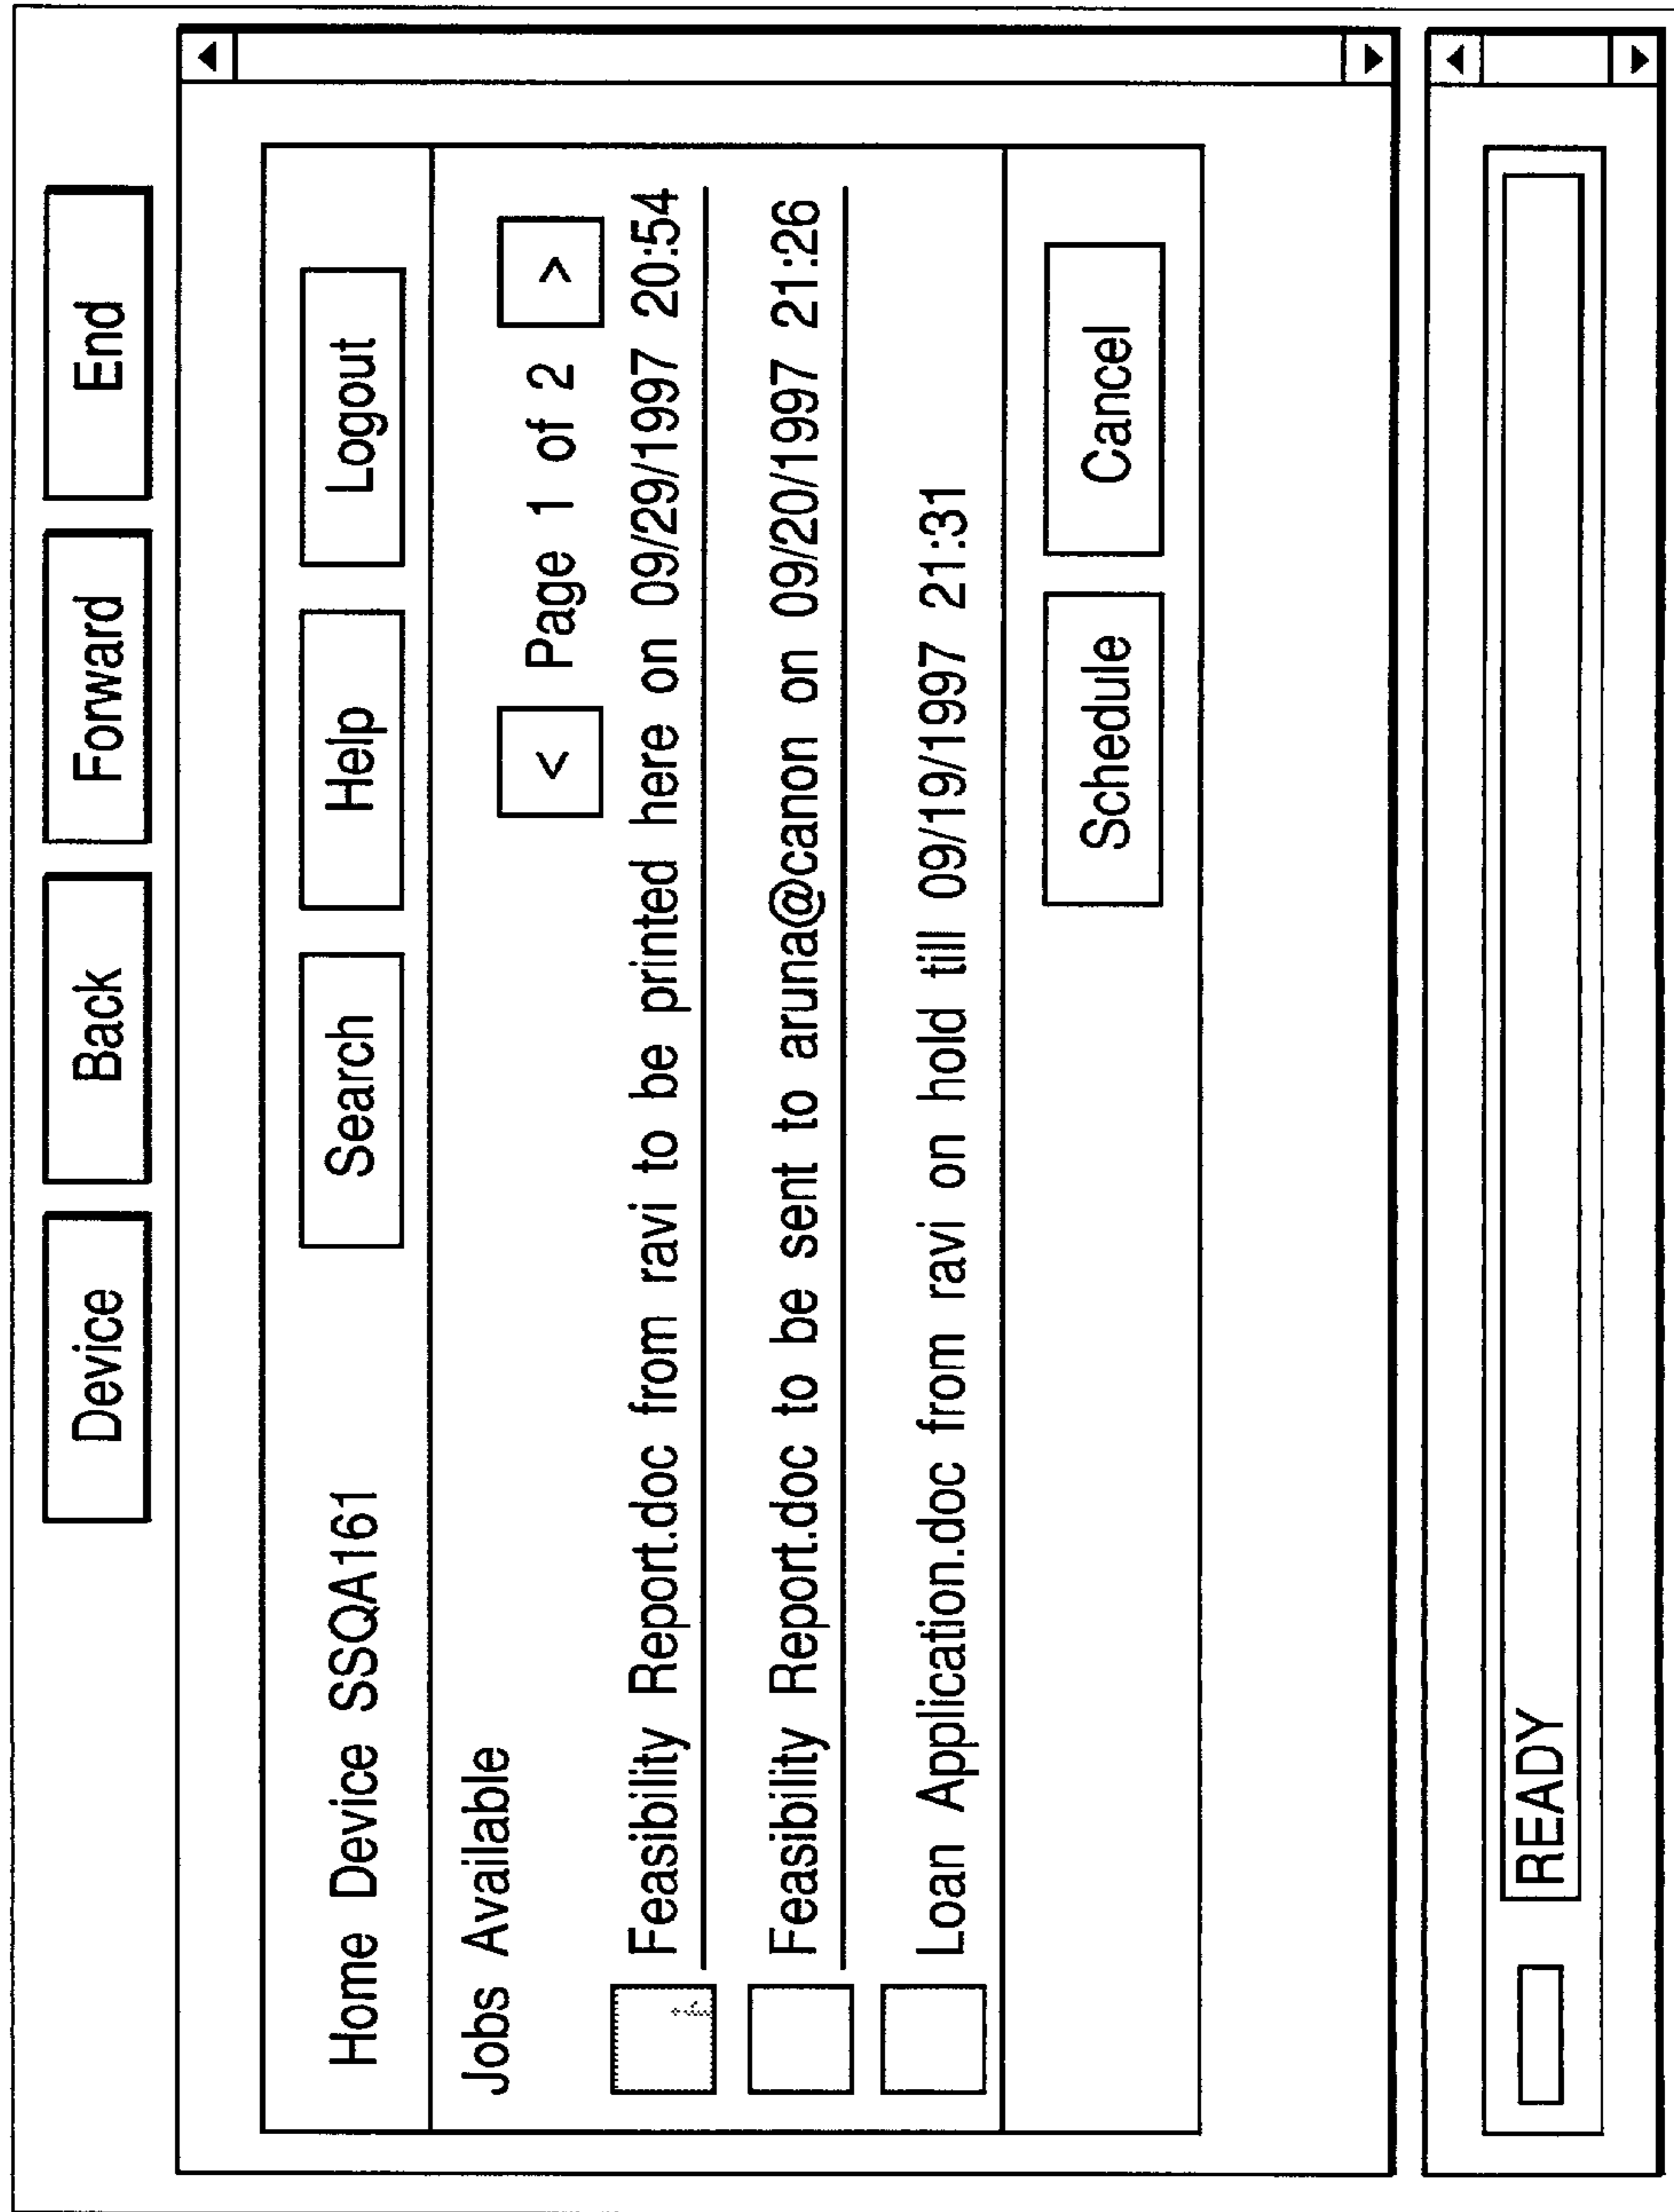 Device Back Forward End
Home Device SSQA161 Search Help Logout
Jobs Available
< Page 1 of 2 >
Feasibility Report.doc from ravi to be printed here on 09/29/1997 20:54
Feasibility Report.doc to be sent to aruna@canon on 09/20/1997 21:26
Loan Application.doc from ravi on hold till 09/19/1997 21:31
Schedule Cancel
READY